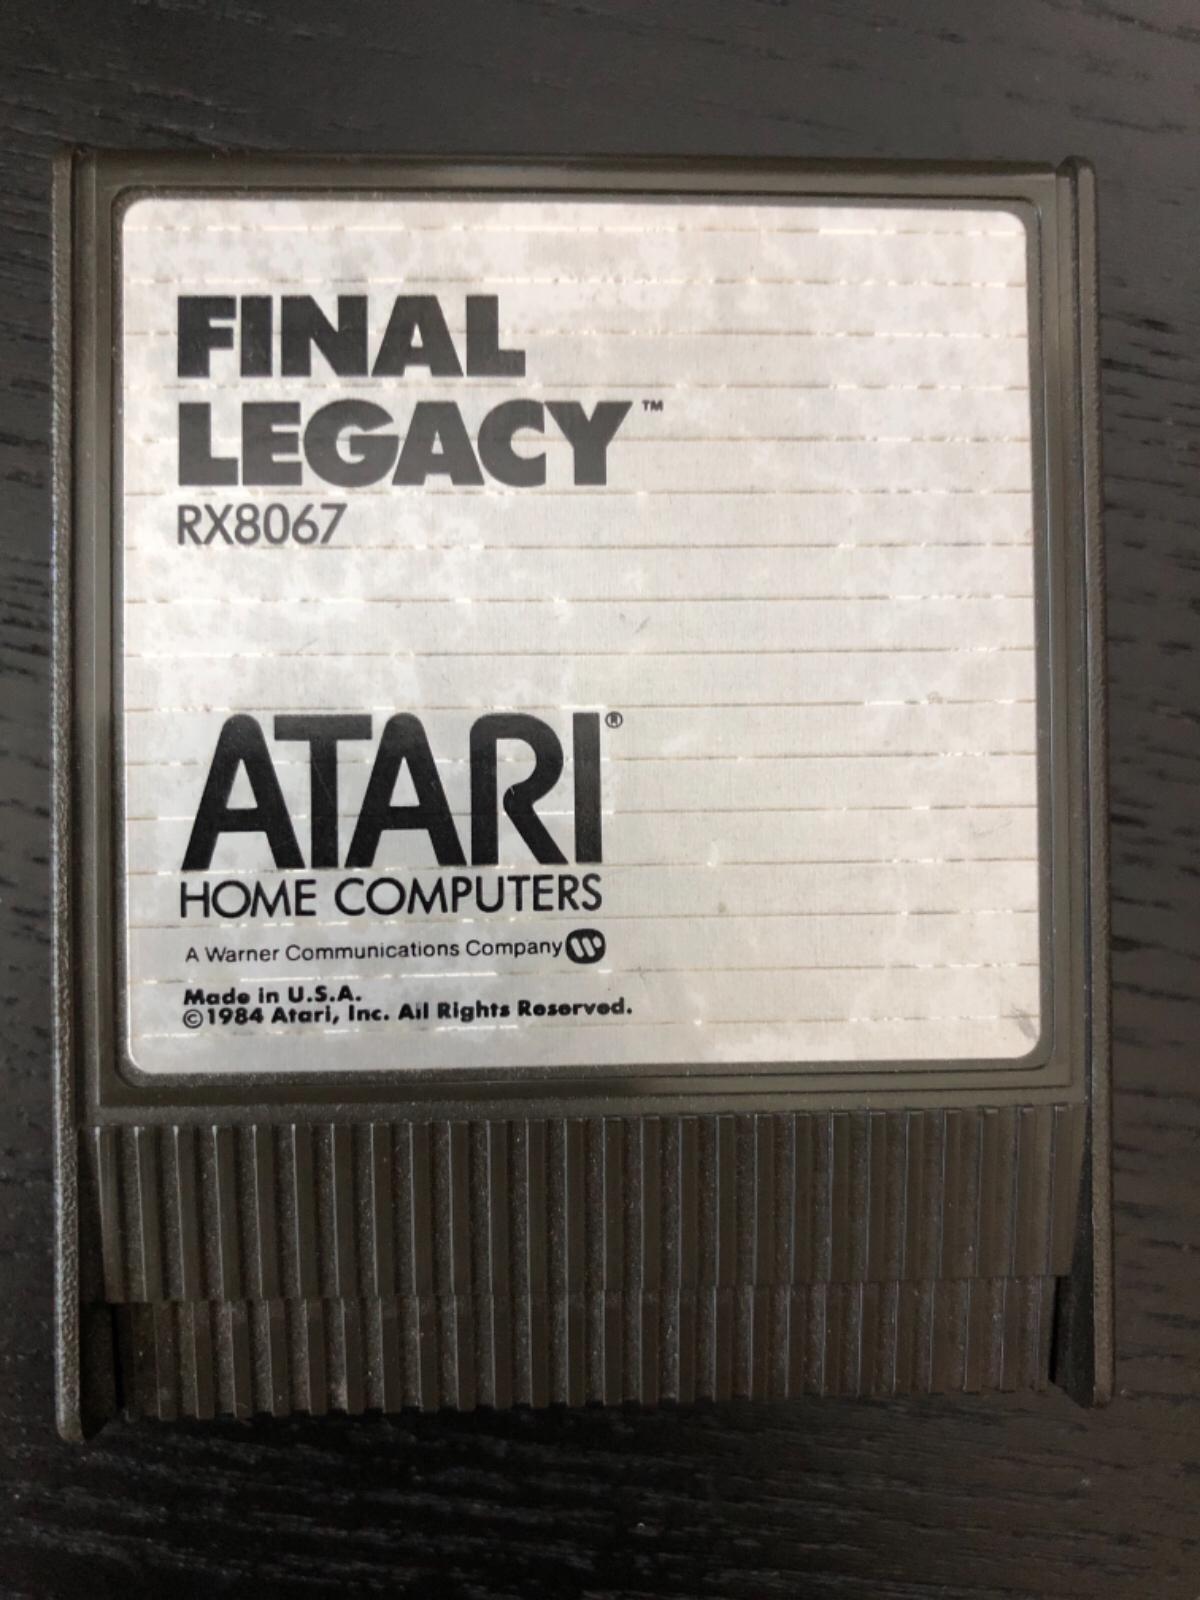 FINAL
LEGACY™
RX8067
ATARI®
HOME COMPUTERS
A Warner Communications Company
Made in U.S.A.
©1984 Atari, Inc. All Rights Reserved.